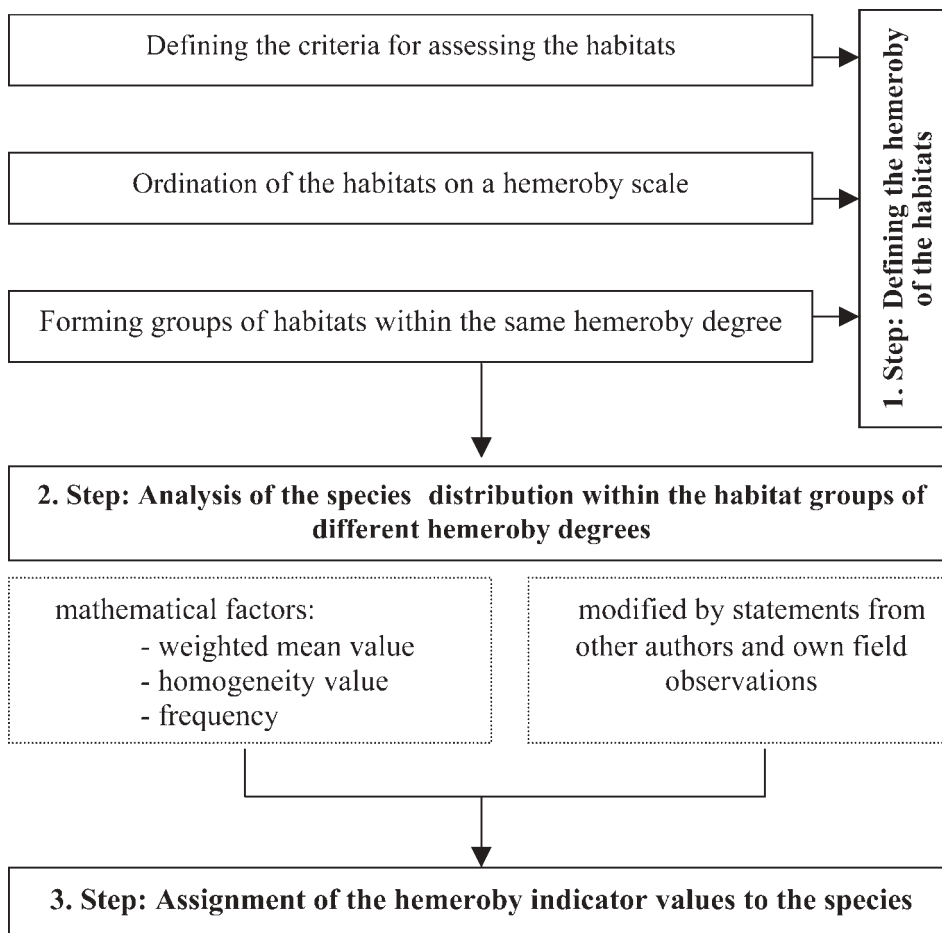 Defining the criteria for assessing the habitats
Ordination of the habitats on a hemeroby scale
Forming groups of habitats within the same hemeroby degree
1. Step: Defining the hemeroby
of the habitats
2. Step: Analysis of the species distribution within the habitat groups of
different hemeroby degrees
mathematical factors:
- weighted mean value
- homogeneity value
- frequency
modified by statements from
other authors and own field
observations
3. Step: Assignment of the hemeroby indicator values to the species